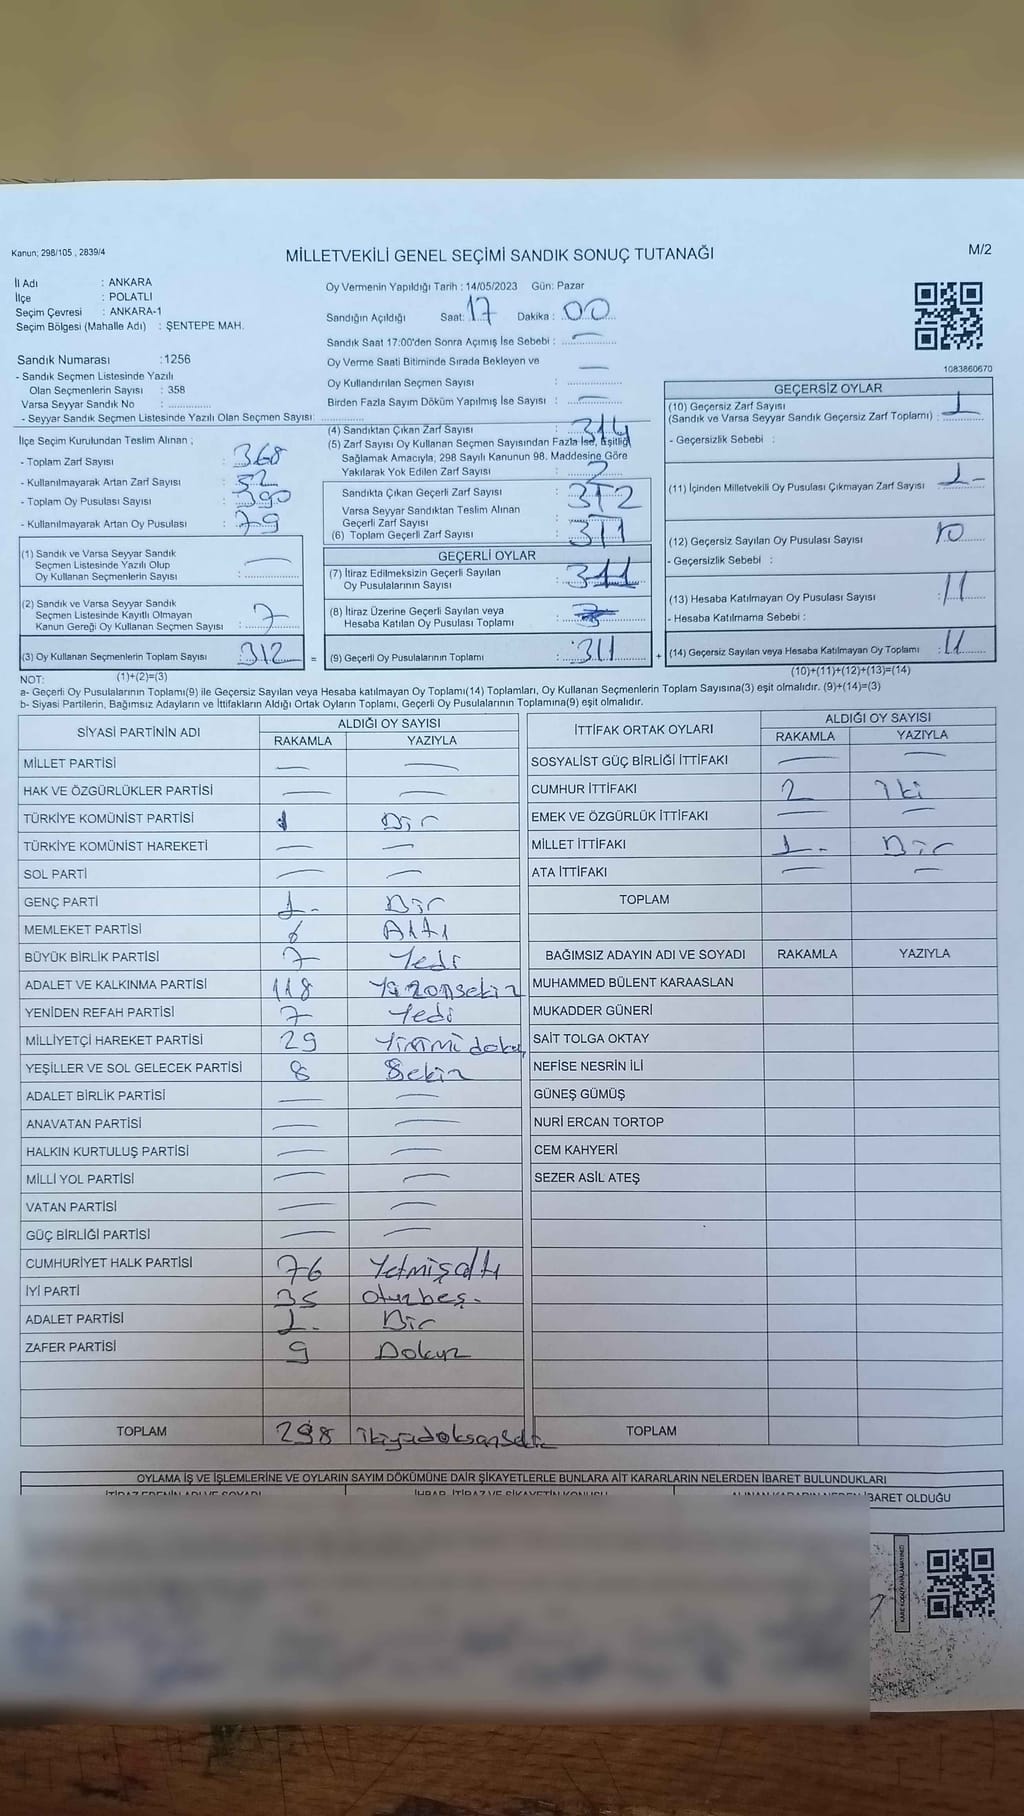 Kanun; 298/105 , 2839/4
MİLLETVEKİLİ GENEL SEÇİMİ SANDIK SONUÇ TUTANAĞI
M/2
İl Adı : ANKARA
İlçe : POLATLI
Seçim Çevresi : ANKARA-1
Seçim Bölgesi (Mahalle Adı) : ŞENTEPE MAH.
Sandık Numarası :1256
- Sandık Seçmen Listesinde Yazılı
Olan Seçmenlerin Sayısı : 358
Varsa Seyyar Sandık No :
- Seyyar Sandık Seçmen Listesinde Yazılı Olan Seçmen Sayısı:
Oy Vermenin Yapıldığı Tarih : 14/05/2023 Gün: Pazar
Sandığın Açıldığı Saat: 17 Dakika : 00
Sandık Saat 17:00'den Sonra Açımış İse Sebebi : —
Oy Verme Saati Bitiminde Sırada Bekleyen ve
Oy Kullandırılan Seçmen Sayısı : —
Birden Fazla Sayım Döküm Yapılmış İse Sayısı : —
1083860670
İlçe Seçim Kurulundan Teslim Alınan ;
- Toplam Zarf Sayısı : 368
- Kullanılmayarak Artan Zarf Sayısı : 52
- Toplam Oy Pusulası Sayısı : 390
- Kullanılmayarak Artan Oy Pusulası : 79
(1) Sandık ve Varsa Seyyar Sandık
Seçmen Listesinde Yazılı Olup
Oy Kullanan Seçmenlerin Sayısı : —
(2) Sandık ve Varsa Seyyar Sandık
Seçmen Listesinde Kayıtlı Olmayan
Kanun Gereği Oy Kullanan Seçmen Sayısı : 7
(3) Oy Kullanan Seçmenlerin Toplam Sayısı : 312 =
(1)+(2)=(3)
(4) Sandıktan Çıkan Zarf Sayısı : 314
(5) Zarf Sayısı Oy Kullanan Seçmen Sayısından Fazla İse, Eşitliği
Sağlamak Amacıyla; 298 Sayılı Kanunun 98. Maddesine Göre
Yakılarak Yok Edilen Zarf Sayısı : 2
Sandıkta Çıkan Geçerli Zarf Sayısı : 312
Varsa Seyyar Sandıktan Teslim Alınan
Geçerli Zarf Sayısı :
(6) Toplam Geçerli Zarf Sayısı : 311
GEÇERLİ OYLAR
(7) İtiraz Edilmeksizin Geçerli Sayılan
Oy Pusulalarının Sayısı : 311
(8) İtiraz Üzerine Geçerli Sayılan veya
Hesaba Katılan Oy Pusulası Toplamı :
(9) Geçerli Oy Pusulalarının Toplamı : 311 +
GEÇERSİZ OYLAR
(10) Geçersiz Zarf Sayısı
(Sandık ve Varsa Seyyar Sandık Geçersiz Zarf Toplamı) : 1
- Geçersizlik Sebebi :
(11) İçinden Milletvekili Oy Pusulası Çıkmayan Zarf Sayısı 1-
(12) Geçersiz Sayılan Oy Pusulası Sayısı 10
- Geçersizlik Sebebi :
(13) Hesaba Katılmayan Oy Pusulası Sayısı : 11
- Hesaba Katılmama Sebebi :
(14) Geçersiz Sayılan veya Hesaba Katılmayan Oy Toplamı : 11
(10)+(11)+(12)+(13)=(14)
NOT:
a- Geçerli Oy Pusulalarının Toplamı(9) ile Geçersiz Sayılan veya Hesaba katılmayan Oy Toplamı(14) Toplamları, Oy Kullanan Seçmenlerin Toplam Sayısına(3) eşit olmalıdır. (9)+(14)=(3)
b- Siyasi Partilerin, Bağımsız Adayların ve İttifakların Aldığı Ortak Oyların Toplamı, Geçerli Oy Pusulalarının Toplamına(9) eşit olmalıdır.
SİYASİ PARTİNİN ADI
ALDIĞI OY SAYISI
RAKAMLA YAZIYLA
MİLLET PARTİSİ — —
HAK VE ÖZGÜRLÜKLER PARTİSİ — —
TÜRKİYE KOMÜNİST PARTİSİ 1 Bir
TÜRKİYE KOMÜNİST HAREKETİ — —
SOL PARTİ — —
GENÇ PARTİ 1- Bir
MEMLEKET PARTİSİ 6 Altı
BÜYÜK BİRLİK PARTİSİ 7 Yedi
ADALET VE KALKINMA PARTİSİ 118 Yüzonsekiz
YENİDEN REFAH PARTİSİ 7 Yedi
MİLLİYETÇİ HAREKET PARTİSİ 29 Yirmidokuz
YEŞİLLER VE SOL GELECEK PARTİSİ 8 Sekiz
ADALET BİRLİK PARTİSİ — —
ANAVATAN PARTİSİ — —
HALKIN KURTULUŞ PARTİSİ — —
MİLLİ YOL PARTİSİ — —
VATAN PARTİSİ — —
GÜÇ BİRLİĞİ PARTİSİ — —
CUMHURİYET HALK PARTİSİ 76 Yetmişaltı
İYİ PARTİ 35 Otuzbeş.
ADALET PARTİSİ 1. Bir
ZAFER PARTİSİ 9 Dokuz
TOPLAM 298 ikiyüzdoksansekiz
İTTİFAK ORTAK OYLARI
ALDIĞI OY SAYISI
RAKAMLA YAZIYLA
SOSYALİST GÜÇ BİRLİĞİ İTTİFAKI — —
CUMHUR İTTİFAKI 2 İki
EMEK VE ÖZGÜRLÜK İTTİFAKI — —
MİLLET İTTİFAKI 1- Bir
ATA İTTİFAKI — —
TOPLAM
BAĞIMSIZ ADAYIN ADI VE SOYADI RAKAMLA YAZIYLA
MUHAMMED BÜLENT KARAASLAN
MUKADDER GÜNERİ
SAİT TOLGA OKTAY
NEFİSE NESRİN İLİ
GÜNEŞ GÜMÜŞ
NURİ ERCAN TORTOP
CEM KAHYERİ
SEZER ASİL ATEŞ
TOPLAM
OYLAMA İŞ VE İŞLEMLERİNE VE OYLARIN SAYIM DÖKÜMÜNE DAİR ŞİKAYETLERLE BUNLARA AİT KARARLARIN NELERDEN İBARET BULUNDUKLARI
İTİRAZ EDENİN ADI VE SOYADI İHBAR, İTİRAZ VE ŞİKAYETİN KONUSU ALINAN KARARIN NEDEN İBARET OLDUĞU